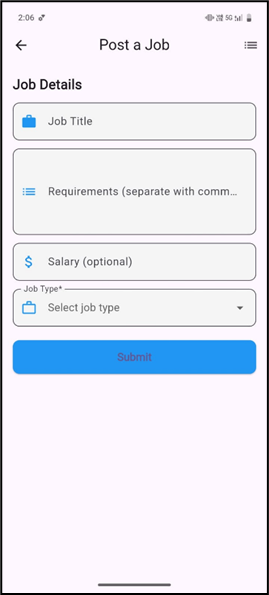 2:06
5G
Post a Job
Job Details
Job Title
Requirements (separate with comm...
Salary (optional)
Job Type*
Select job type
Submit